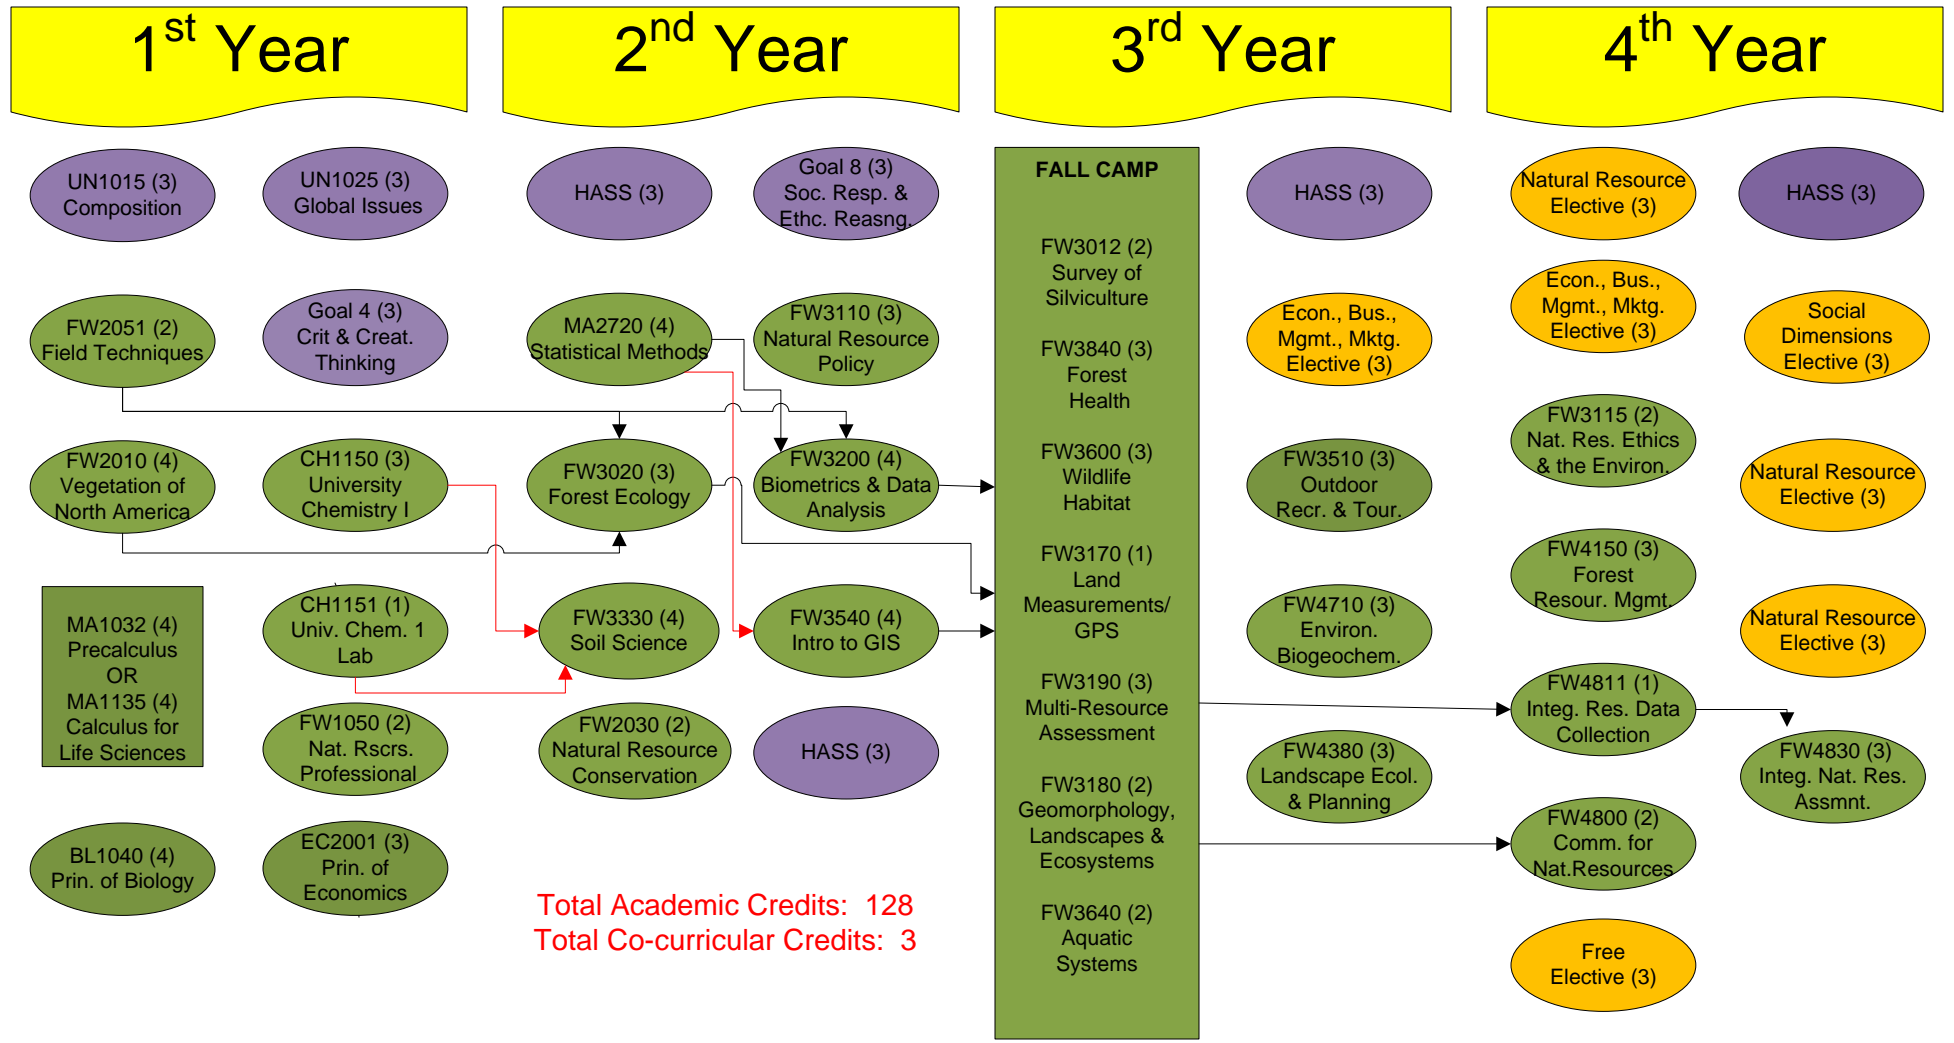 1st Year
2nd Year
3rd Year
4th Year
UN1015 (3)
Composition
FW2051 (2)
Field Techniques
FW2010 (4)
Vegetation of
North America
MA1032 (4)
Precalculus
OR
MA1135 (4)
Calculus for
Life Sciences
BL1040 (4)
Prin. of Biology
UN1025 (3)
Global Issues
Goal 4 (3)
Crit & Creat.
Thinking
CH1150 (3)
University
Chemistry I
CH1151 (1)
Univ. Chem. 1
Lab
FW1050 (2)
Nat. Rscrs.
Professional
EC2001 (3)
Prin. of
Economics
HASS (3)
MA2720 (4)
Statistical Methods
FW3020 (3)
Forest Ecology
FW3330 (4)
Soil Science
FW2030 (2)
Natural Resource
Conservation
Goal 8 (3)
Soc. Resp. &
Ethc. Reasng.
FW3110 (3)
Natural Resource
Policy
FW3200 (4)
Biometrics & Data
Analysis
FW3540 (4)
Intro to GIS
HASS (3)
Total Academic Credits: 128
Total Co-curricular Credits: 3
FALL CAMP
FW3012 (2)
Survey of
Silviculture
FW3840 (3)
Forest
Health
FW3600 (3)
Wildlife
Habitat
FW3170 (1)
Land
Measurements/
GPS
FW3190 (3)
Multi-Resource
Assessment
FW3180 (2)
Geomorphology,
Landscapes &
Ecosystems
FW3640 (2)
Aquatic
Systems
HASS (3)
Econ., Bus.,
Mgmt., Mktg.
Elective (3)
FW3510 (3)
Outdoor
Recr. & Tour.
FW4710 (3)
Environ.
Biogeochem.
FW4380 (3)
Landscape Ecol.
& Planning
Natural Resource
Elective (3)
Econ., Bus.,
Mgmt., Mktg.
Elective (3)
FW3115 (2)
Nat. Res. Ethics
& the Environ.
FW4150 (3)
Forest
Resour. Mgmt.
FW4811 (1)
Integ. Res. Data
Collection
FW4800 (2)
Comm. for
Nat.Resources
Free
Elective (3)
HASS (3)
Social
Dimensions
Elective (3)
Natural Resource
Elective (3)
Natural Resource
Elective (3)
FW4830 (3)
Integ. Nat. Res.
Assmnt.